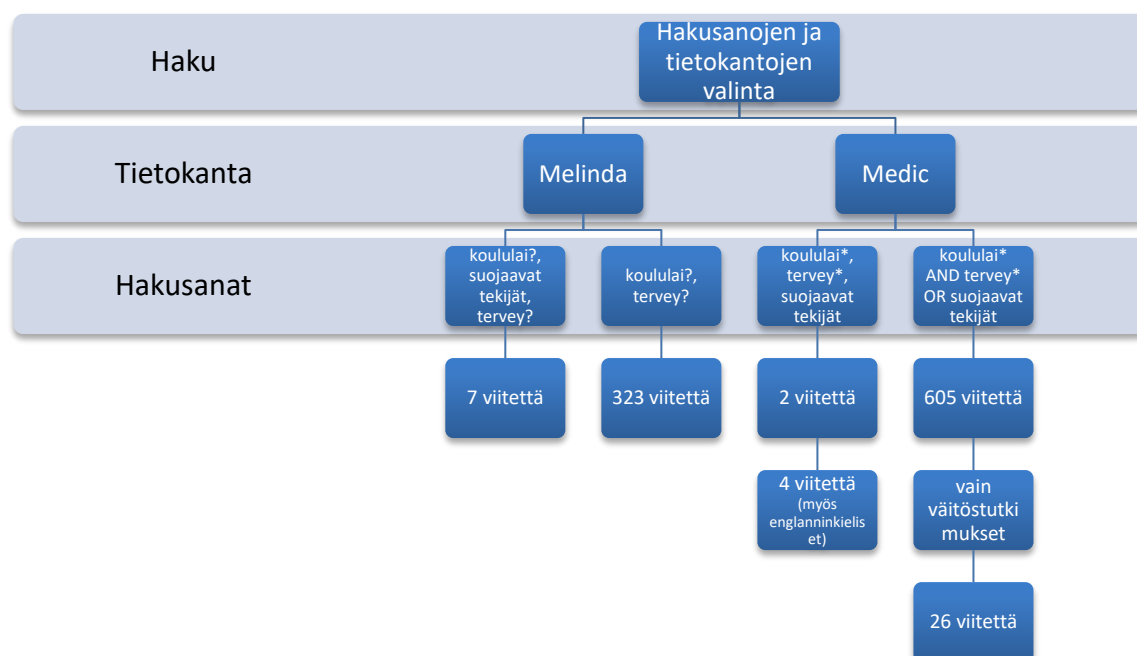 Haku
Hakusanojen ja
tietokantojen
valinta
Tietokanta
Melinda
Medic
Hakusanat
koululai?,
suojaavat
tekijät,
tervey?
koululai?,
tervey?
koululai*,
tervey*,
suojaavat
tekijät
koululai*
AND tervey*
OR suojaavat
tekijät
7 viitettä
323 viitettä
2 viitettä
605 viitettä
4 viitettä
(myös
englanninkielis
et)
vain
väitöstutki
mukset
26 viitettä